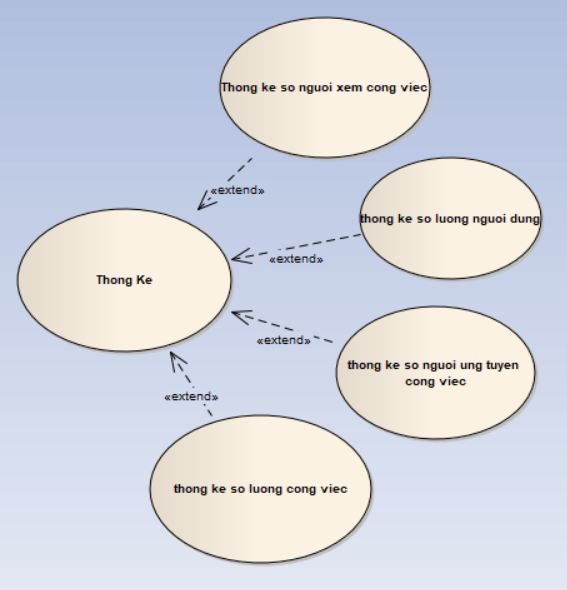 Thong ke so nguoi xem cong viec
«extend»
thong ke so luong nguoi dung
«extend»
Thong Ke
«extend»
thong ke so nguoi ung tuyen
cong viec
«extend»
thong ke so luong cong viec